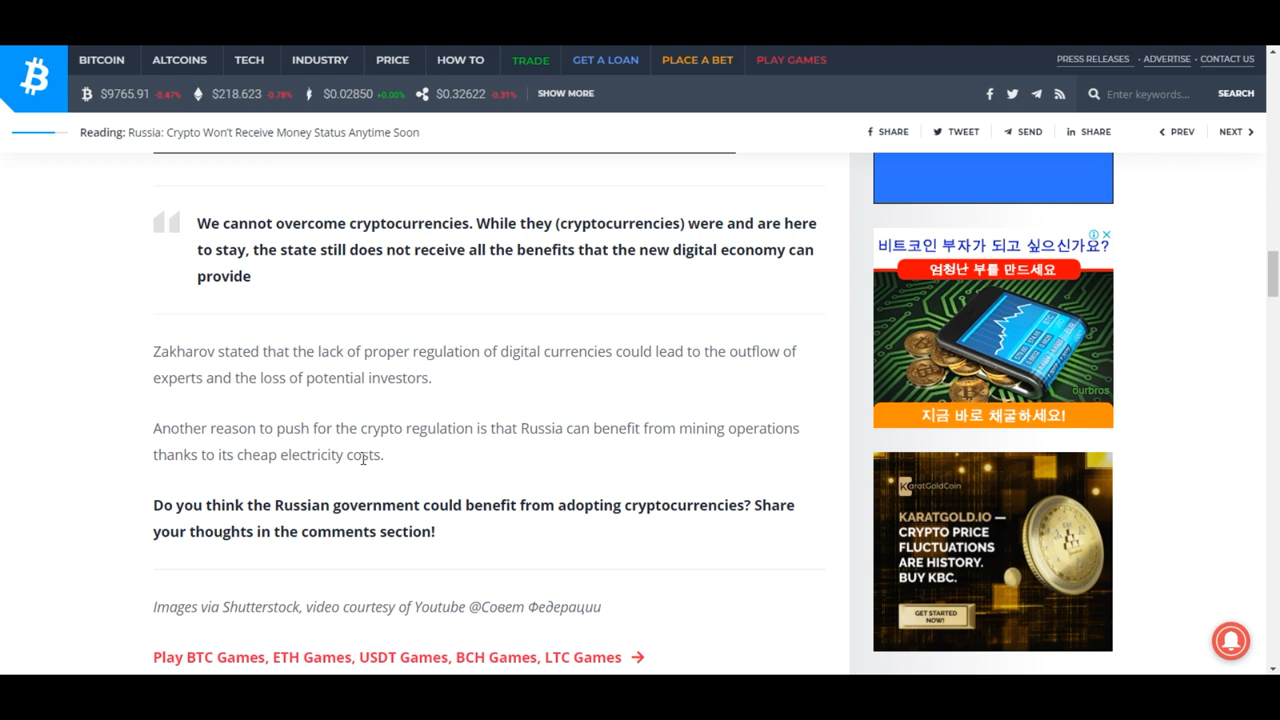 BITCOIN ALTCOINS TECH INDUSTRY PRICE HOW TO TRADE GET A LOAN PLACE A BET PLAY GAMES PRESS RELEASES - ADVERTISE - CONTACT US
$9765.91 -0.47% $218.623 -0.78% $0.02850 +0.00% $0.32622 -0.31% SHOW MORE Enter keywords... SEARCH
Reading: Russia: Crypto Won't Receive Money Status Anytime Soon SHARE TWEET SEND SHARE PREV NEXT
We cannot overcome cryptocurrencies. While they (cryptocurrencies) were and are here
to stay, the state still does not receive all the benefits that the new digital economy can
provide
Zakharov stated that the lack of proper regulation of digital currencies could lead to the outflow of
experts and the loss of potential investors.
Another reason to push for the crypto regulation is that Russia can benefit from mining operations
thanks to its cheap electricity costs.
Do you think the Russian government could benefit from adopting cryptocurrencies? Share
your thoughts in the comments section!
Images via Shutterstock, video courtesy of Youtube @Совет Федерации
Play BTC Games, ETH Games, USDT Games, BCH Games, LTC Games
비트코인 부자가 되고 싶으신가요?
엄청난 부를 만드세요
ourbros
지금 바로 채굴하세요!
KaratGoldCoin
KARATGOLD.IO —
CRYPTO PRICE
FLUCTUATIONS
ARE HISTORY.
BUY KBC.
GET STARTED
NOW!